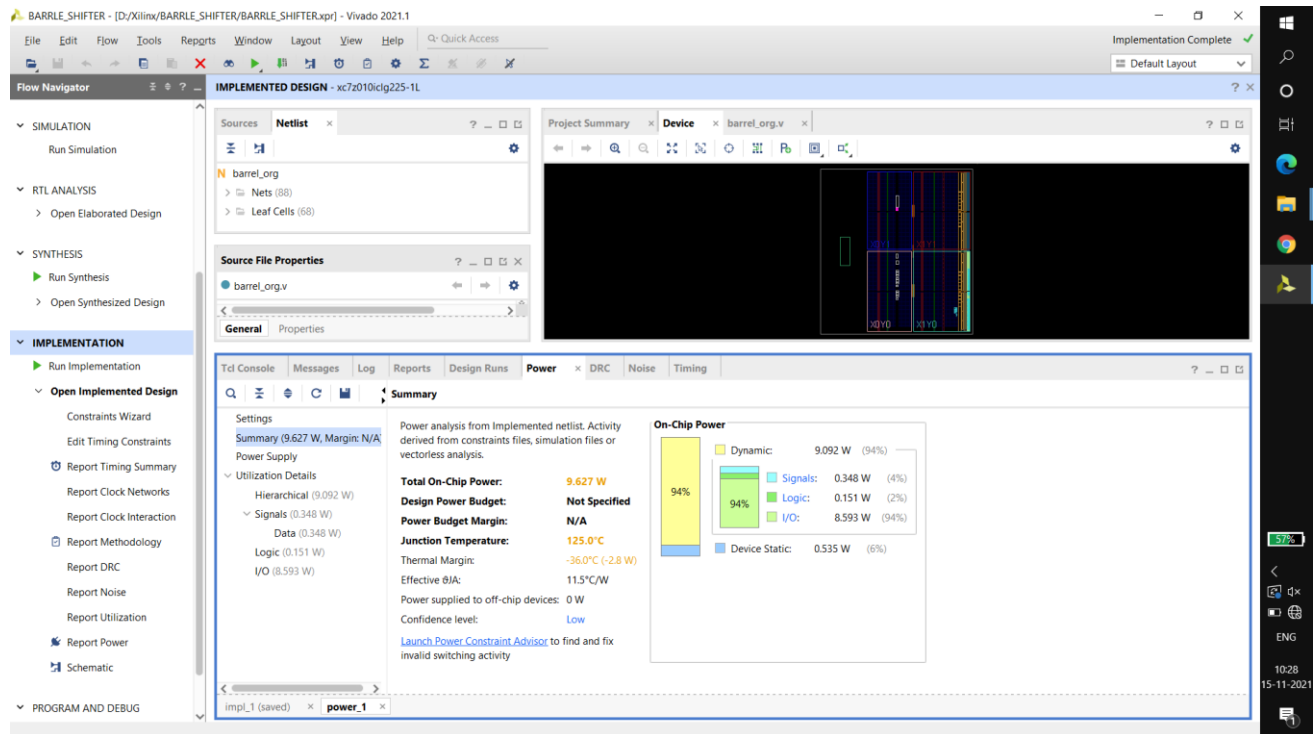 BARRLE_SHIFTER - [D:/Xilinx/BARRLE_SHIFTER/BARRLE_SHIFTER.xpr] - Vivado 2021.1
File Edit Flow Tools Reports Window Layout View Help Quick Access
Implementation Complete
Default Layout
Flow Navigator
SIMULATION
Run Simulation
RTL ANALYSIS
Open Elaborated Design
SYNTHESIS
Run Synthesis
Open Synthesized Design
IMPLEMENTATION
Run Implementation
Open Implemented Design
Constraints Wizard
Edit Timing Constraints
Report Timing Summary
Report Clock Networks
Report Clock Interaction
Report Methodology
Report DRC
Report Noise
Report Utilization
Report Power
Schematic
PROGRAM AND DEBUG
IMPLEMENTED DESIGN - xc7z010iclg225-1L
Sources Netlist
N barrel_org
Nets (88)
Leaf Cells (68)
Source File Properties
barrel_org.v
General Properties
Project Summary Device barrel_org.v
X0Y1 X1Y1
X0Y0 X1Y0
Tcl Console Messages Log Reports Design Runs Power DRC Noise Timing
Summary
Settings
Summary (9.627 W, Margin: N/A)
Power Supply
Utilization Details
Hierarchical (9.092 W)
Signals (0.348 W)
Data (0.348 W)
Logic (0.151 W)
I/O (8.593 W)
Power analysis from Implemented netlist. Activity
derived from constraints files, simulation files or
vectorless analysis.
Total On-Chip Power: 9.627 W
Design Power Budget: Not Specified
Power Budget Margin: N/A
Junction Temperature: 125.0°C
Thermal Margin: -36.0°C (-2.8 W)
Effective ϑJA: 11.5°C/W
Power supplied to off-chip devices: 0 W
Confidence level: Low
Launch Power Constraint Advisor to find and fix
invalid switching activity
On-Chip Power
94%
Dynamic: 9.092 W (94%)
94%
Signals: 0.348 W (4%)
Logic: 0.151 W (2%)
I/O: 8.593 W (94%)
Device Static: 0.535 W (6%)
impl_1 (saved) power_1
57%
ENG
10:28
15-11-2021
1